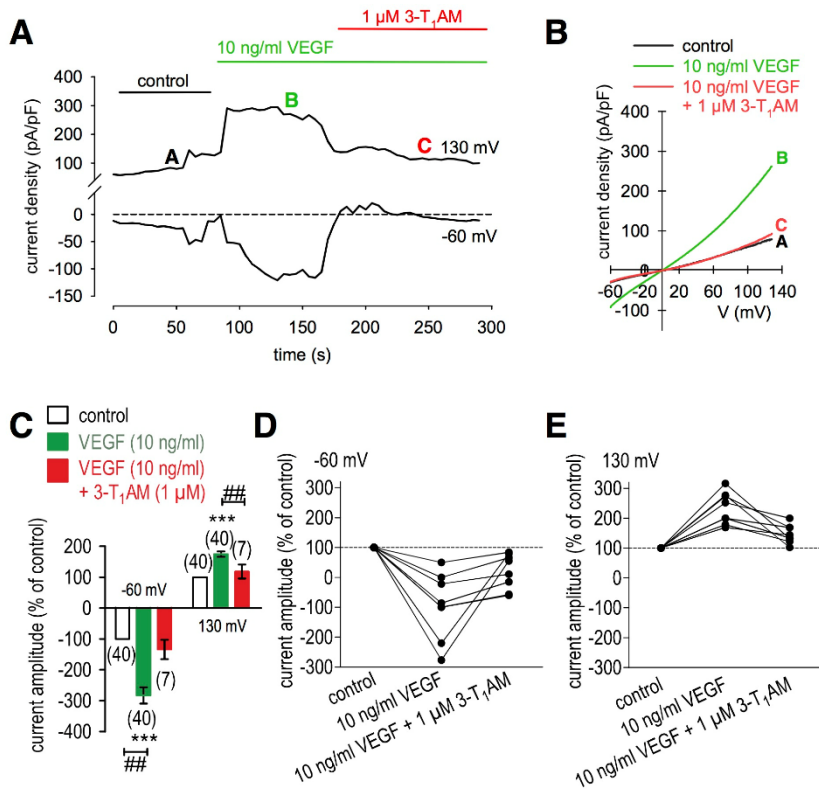 A
1 µM 3-T₁AM
10 ng/ml VEGF
control
current density (pA/pF)
400
300
200
100
0
-50
-100
-150
A
B
C
130 mV
-60 mV
0
50
100
150
200
250
300
time (s)
B
control
10 ng/ml VEGF
10 ng/ml VEGF
+ 1 µM 3-T₁AM
current density (pA/pF)
400
300
200
100
0
-100
-60
-20
20
60
100
140
V (mV)
B
C
A
C
control
VEGF (10 ng/ml)
VEGF (10 ng/ml)
+ 3-T₁AM (1 µM)
current amplitude (% of control)
200
100
0
-100
-200
-300
-400
-60 mV
(40)
(40)
***
##
(7)
##
***
(40)
(40)
(7)
130 mV
D
-60 mV
current amplitude (% of control)
300
200
100
0
-100
-200
-300
control
10 ng/ml VEGF
10 ng/ml VEGF + 1 µM 3-T₁AM
E
130 mV
current amplitude (% of control)
300
200
100
0
-100
-200
-300
control
10 ng/ml VEGF
10 ng/ml VEGF + 1 µM 3-T₁AM